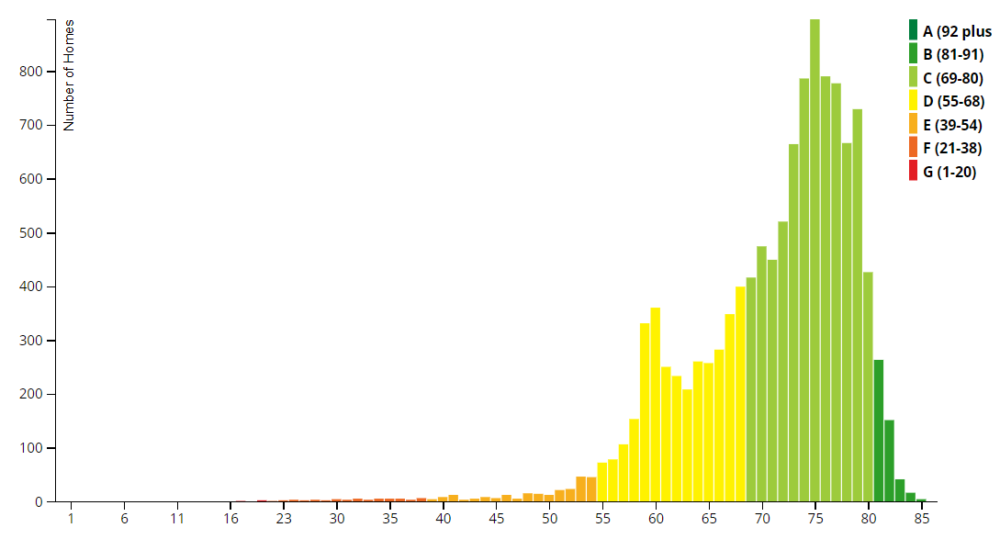 Number of Homes
800
700
600
500
400
300
200
100
0
1 6 11 16 23 30 35 40 45 50 55 60 65 70 75 80 85
A (92 plus
B (81-91)
C (69-80)
D (55-68)
E (39-54)
F (21-38)
G (1-20)